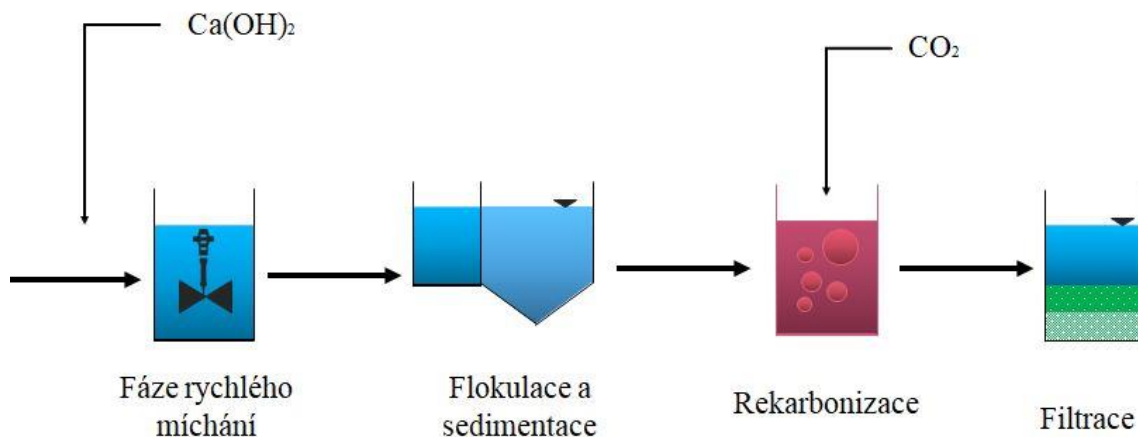 Ca(OH)₂
CO₂
Fáze rychlého
míchání
Flokulace a
sedimentace
Rekarbonizace
Filtrace